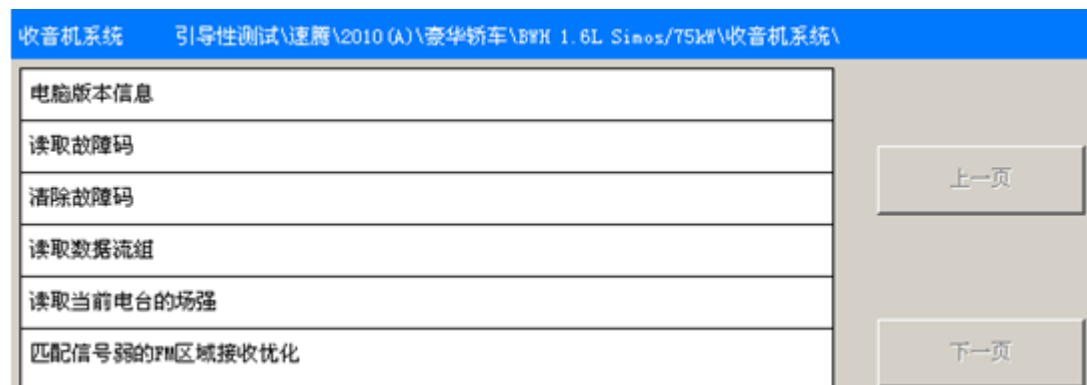 收音机系统 引导性测试\速腾\2010(A)\豪华轿车\BWH 1.6L Simos/75kW\收音机系统\
电脑版本信息
读取故障码
上一页
清除故障码
读取数据流组
读取当前电台的场强
匹配信号弱的FM区域接收优化
下一页